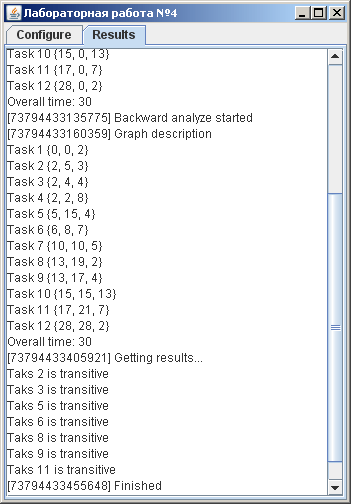 Лабораторная работа №4
Configure Results
Task 10 {15, 0, 13}
Task 11 {17, 0, 7}
Task 12 {28, 0, 2}
Overall time: 30
[73794433135775] Backward analyze started
[73794433160359] Graph description
Task 1 {0, 0, 2}
Task 2 {2, 5, 3}
Task 3 {2, 4, 4}
Task 4 {2, 2, 8}
Task 5 {5, 15, 4}
Task 6 {6, 8, 7}
Task 7 {10, 10, 5}
Task 8 {13, 19, 2}
Task 9 {13, 17, 4}
Task 10 {15, 15, 13}
Task 11 {17, 21, 7}
Task 12 {28, 28, 2}
Overall time: 30
[73794433405921] Getting results...
Taks 2 is transitive
Taks 3 is transitive
Taks 5 is transitive
Taks 6 is transitive
Taks 8 is transitive
Taks 9 is transitive
Taks 11 is transitive
[73794433455648] Finished